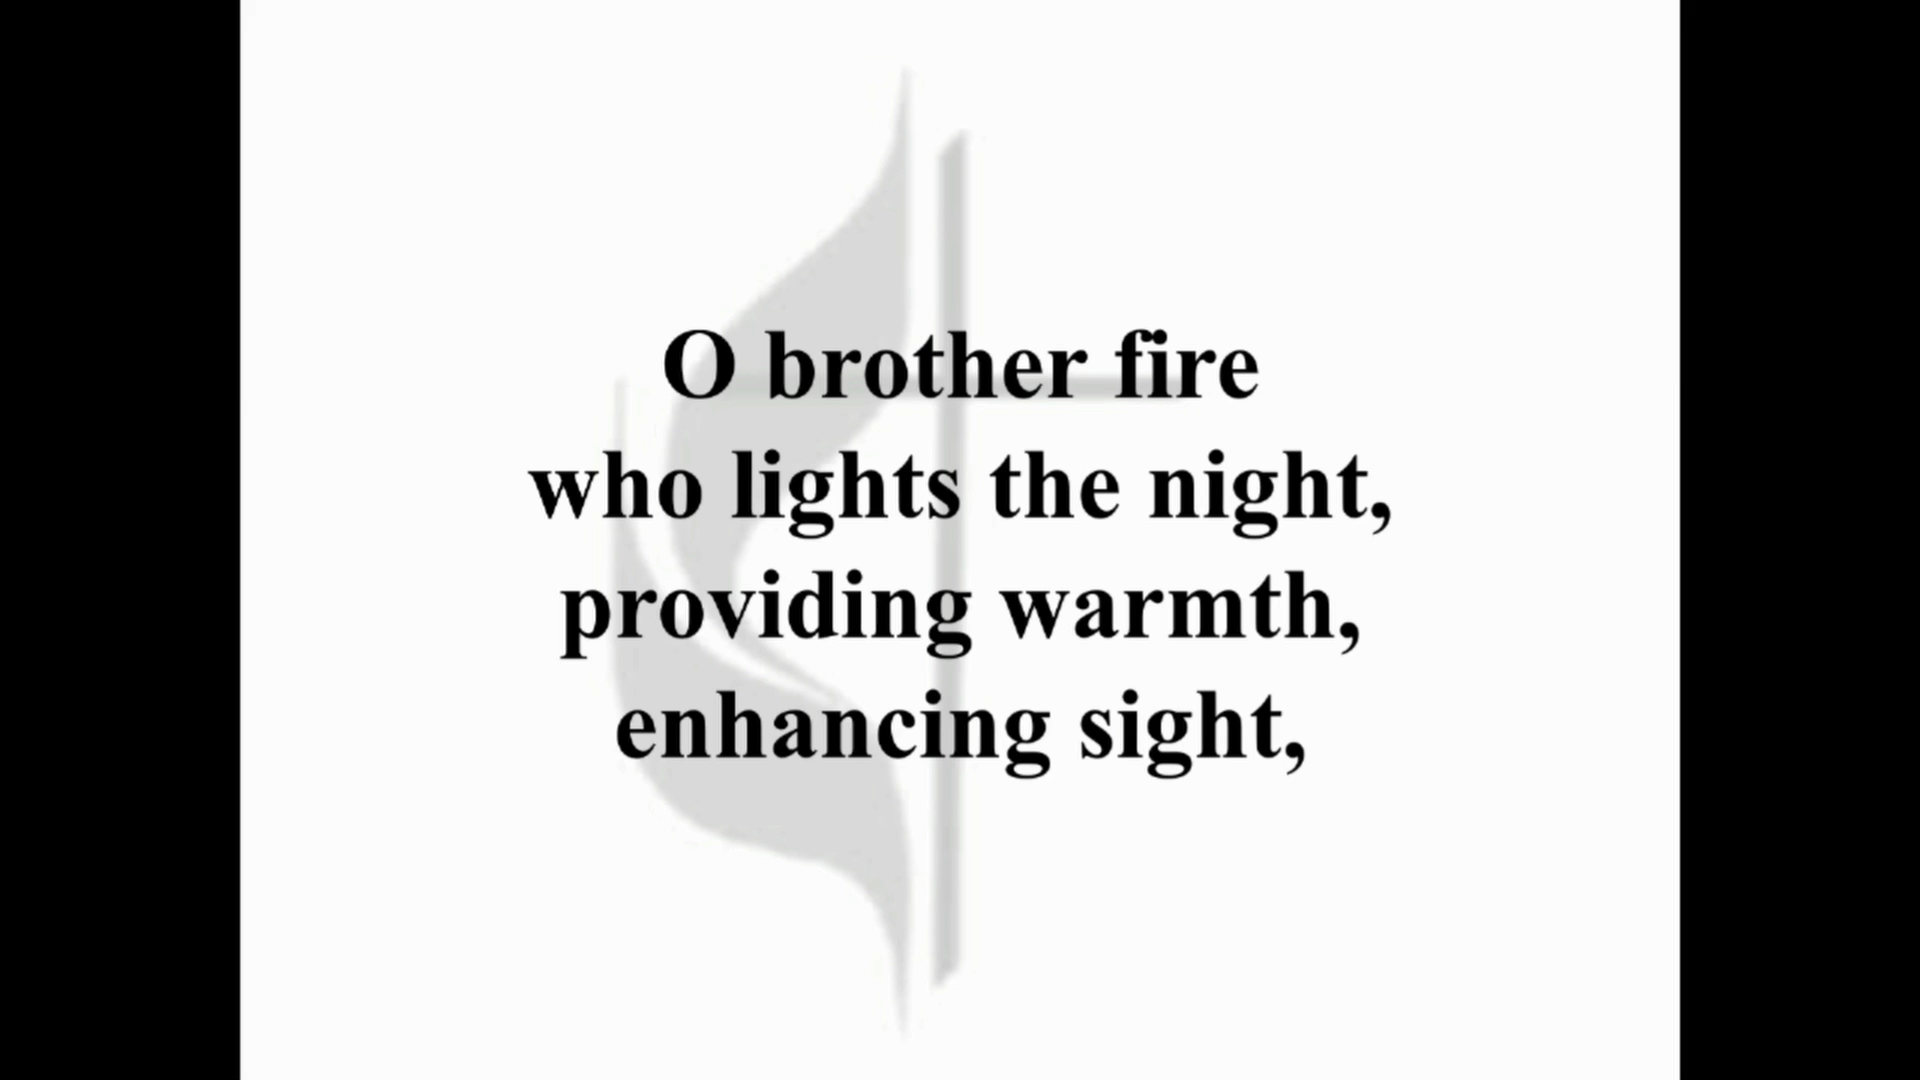 O brother fire
who lights the night,
providing warmth,
enhancing sight,